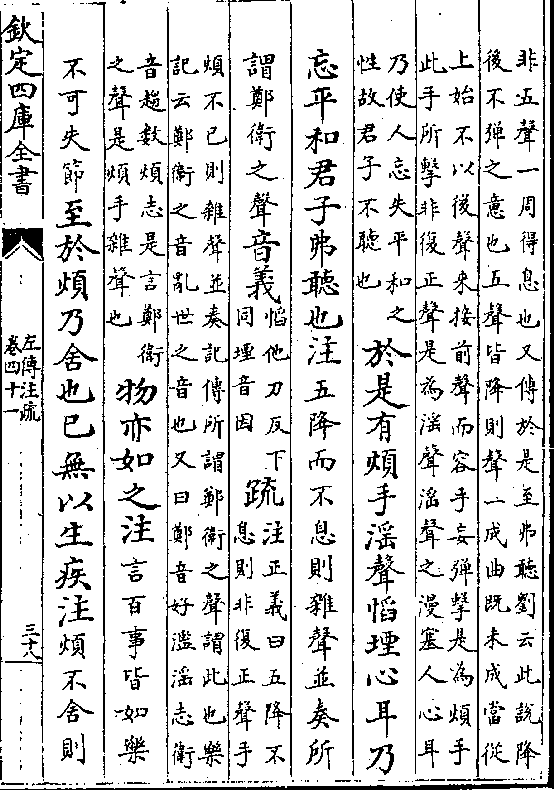 非五聲一周得息也又傳於是至弗聽劉云此說降
後不彈之意也五聲皆降則聲一成曲既未成當從
上始不以後聲來接前聲而容手妄彈擊是為煩手
此手所擊非復正聲是為滛聲滛聲之漫塞人心耳
乃使人忘失平和之
性故君子不聽也
於是有煩手滛聲慆堙心耳乃
忘平和君子弗聽也注五降而不息則雜聲並奏所
謂鄭衛之聲音義
慆他刀反下
同堙音因
疏
注正義曰五降不
息則非復正聲手
煩不已則雜聲並奏記傳所謂鄭衛之聲謂此也樂
記云鄭衛之音亂世之音也又曰鄭音好濫滛志衛
音趨數煩志是言鄭衛
之聲是煩手雜聲也
物亦如之注言百事皆如樂
不可失節至於煩乃舍也已無以生疾注煩不舍則
欽定四庫全書
左傳注疏
卷四十一
三十八